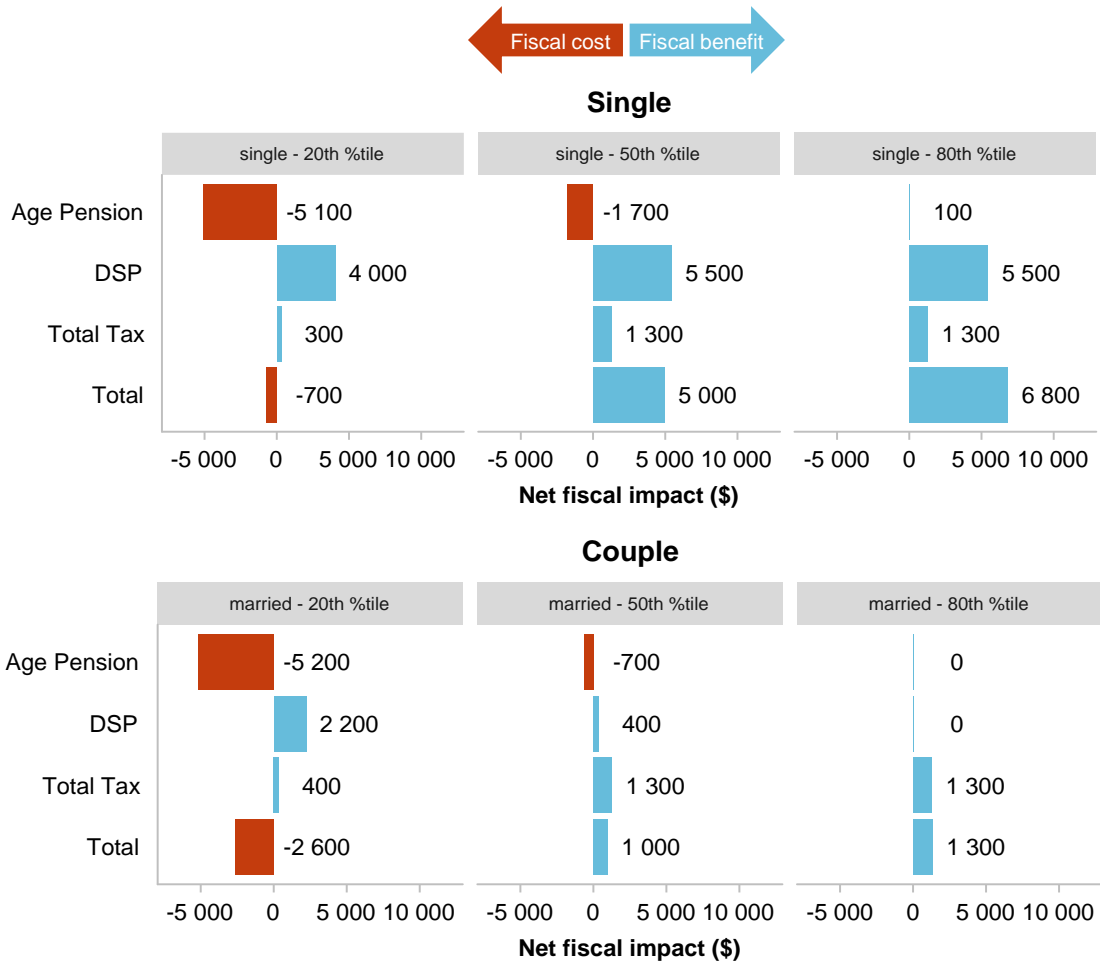 Fiscal cost Fiscal benefit
Single
single - 20th %tile single - 50th %tile single - 80th %tile
Age Pension -5 100 -1 700 100
DSP 4 000 5 500 5 500
Total Tax 300 1 300 1 300
Total -700 5 000 6 800
-5 000 0 5 000 10 000 -5 000 0 5 000 10 000 -5 000 0 5 000 10 000
Net fiscal impact ($)
Couple
married - 20th %tile married - 50th %tile married - 80th %tile
Age Pension -5 200 -700 0
DSP 2 200 400 0
Total Tax 400 1 300 1 300
Total -2 600 1 000 1 300
-5 000 0 5 000 10 000 -5 000 0 5 000 10 000 -5 000 0 5 000 10 000
Net fiscal impact ($)